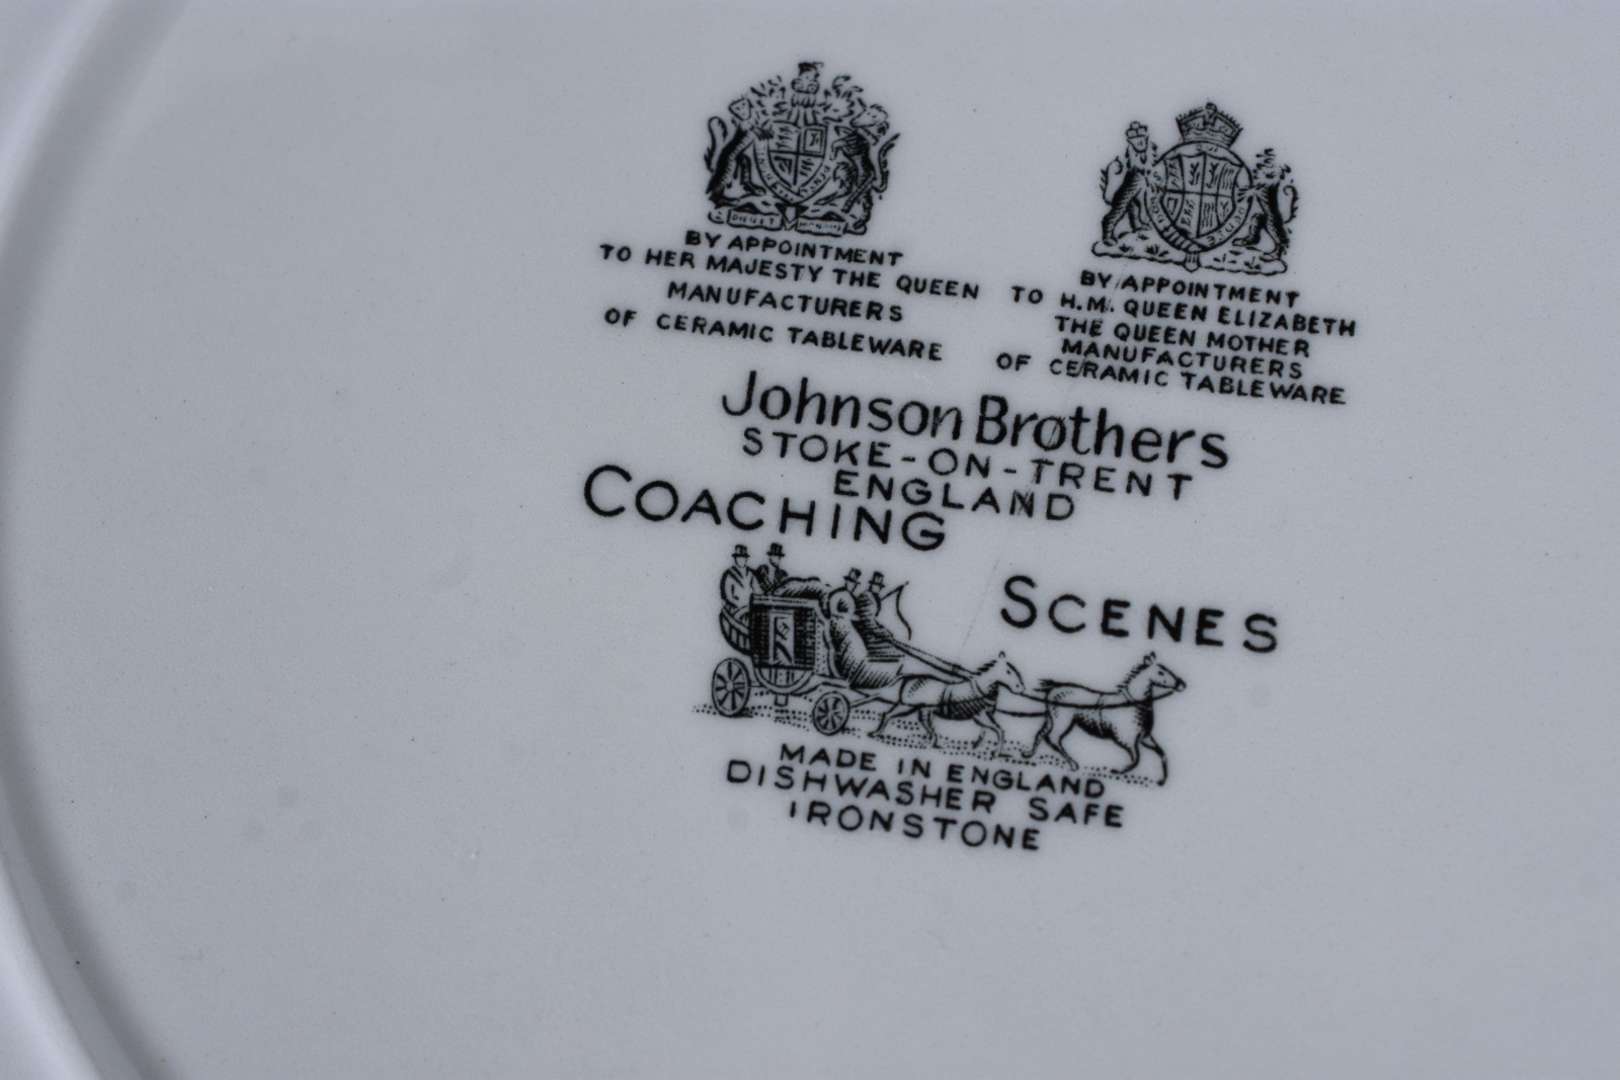 BY APPOINTMENT
TO HER MAJESTY THE QUEEN
MANUFACTURERS
OF CERAMIC TABLEWARE
BY APPOINTMENT
TO H.M. QUEEN ELIZABETH
THE QUEEN MOTHER
MANUFACTURERS
OF CERAMIC TABLEWARE
Johnson Brothers
STOKE-ON-TRENT
ENGLAND
COACHING
SCENES
MADE IN ENGLAND
DISHWASHER SAFE
IRONSTONE